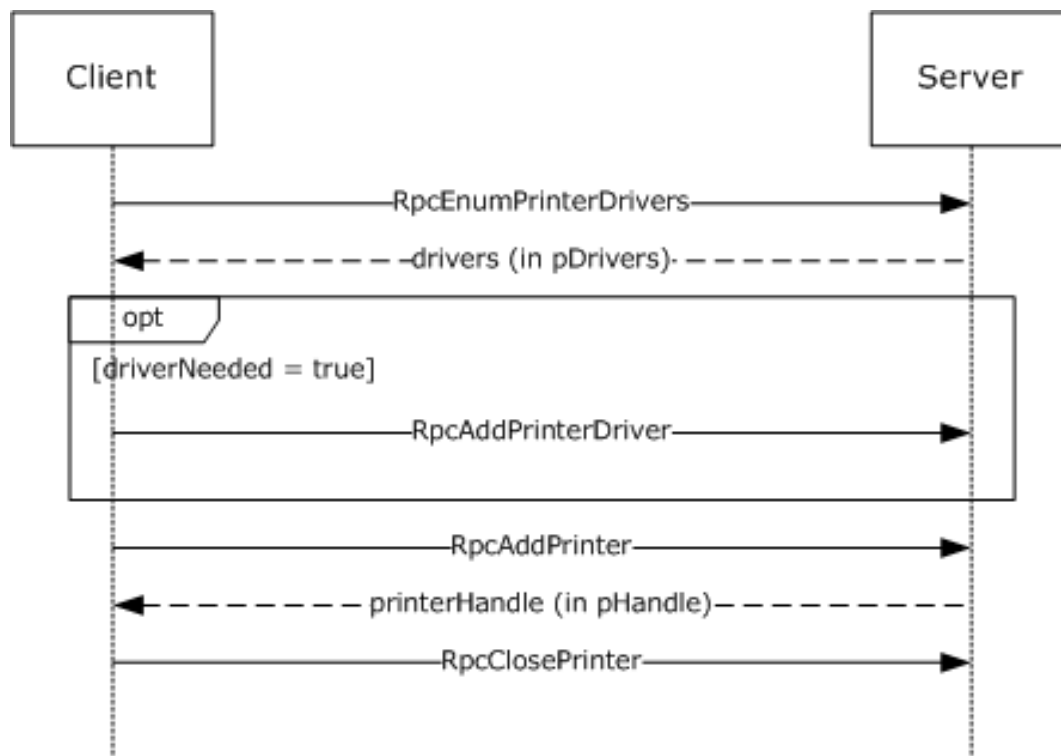 Client
Server
RpcEnumPrinterDrivers
drivers (in pDrivers)
opt
[driverNeeded = true]
RpcAddPrinterDriver
RpcAddPrinter
printerHandle (in pHandle)
RpcClosePrinter